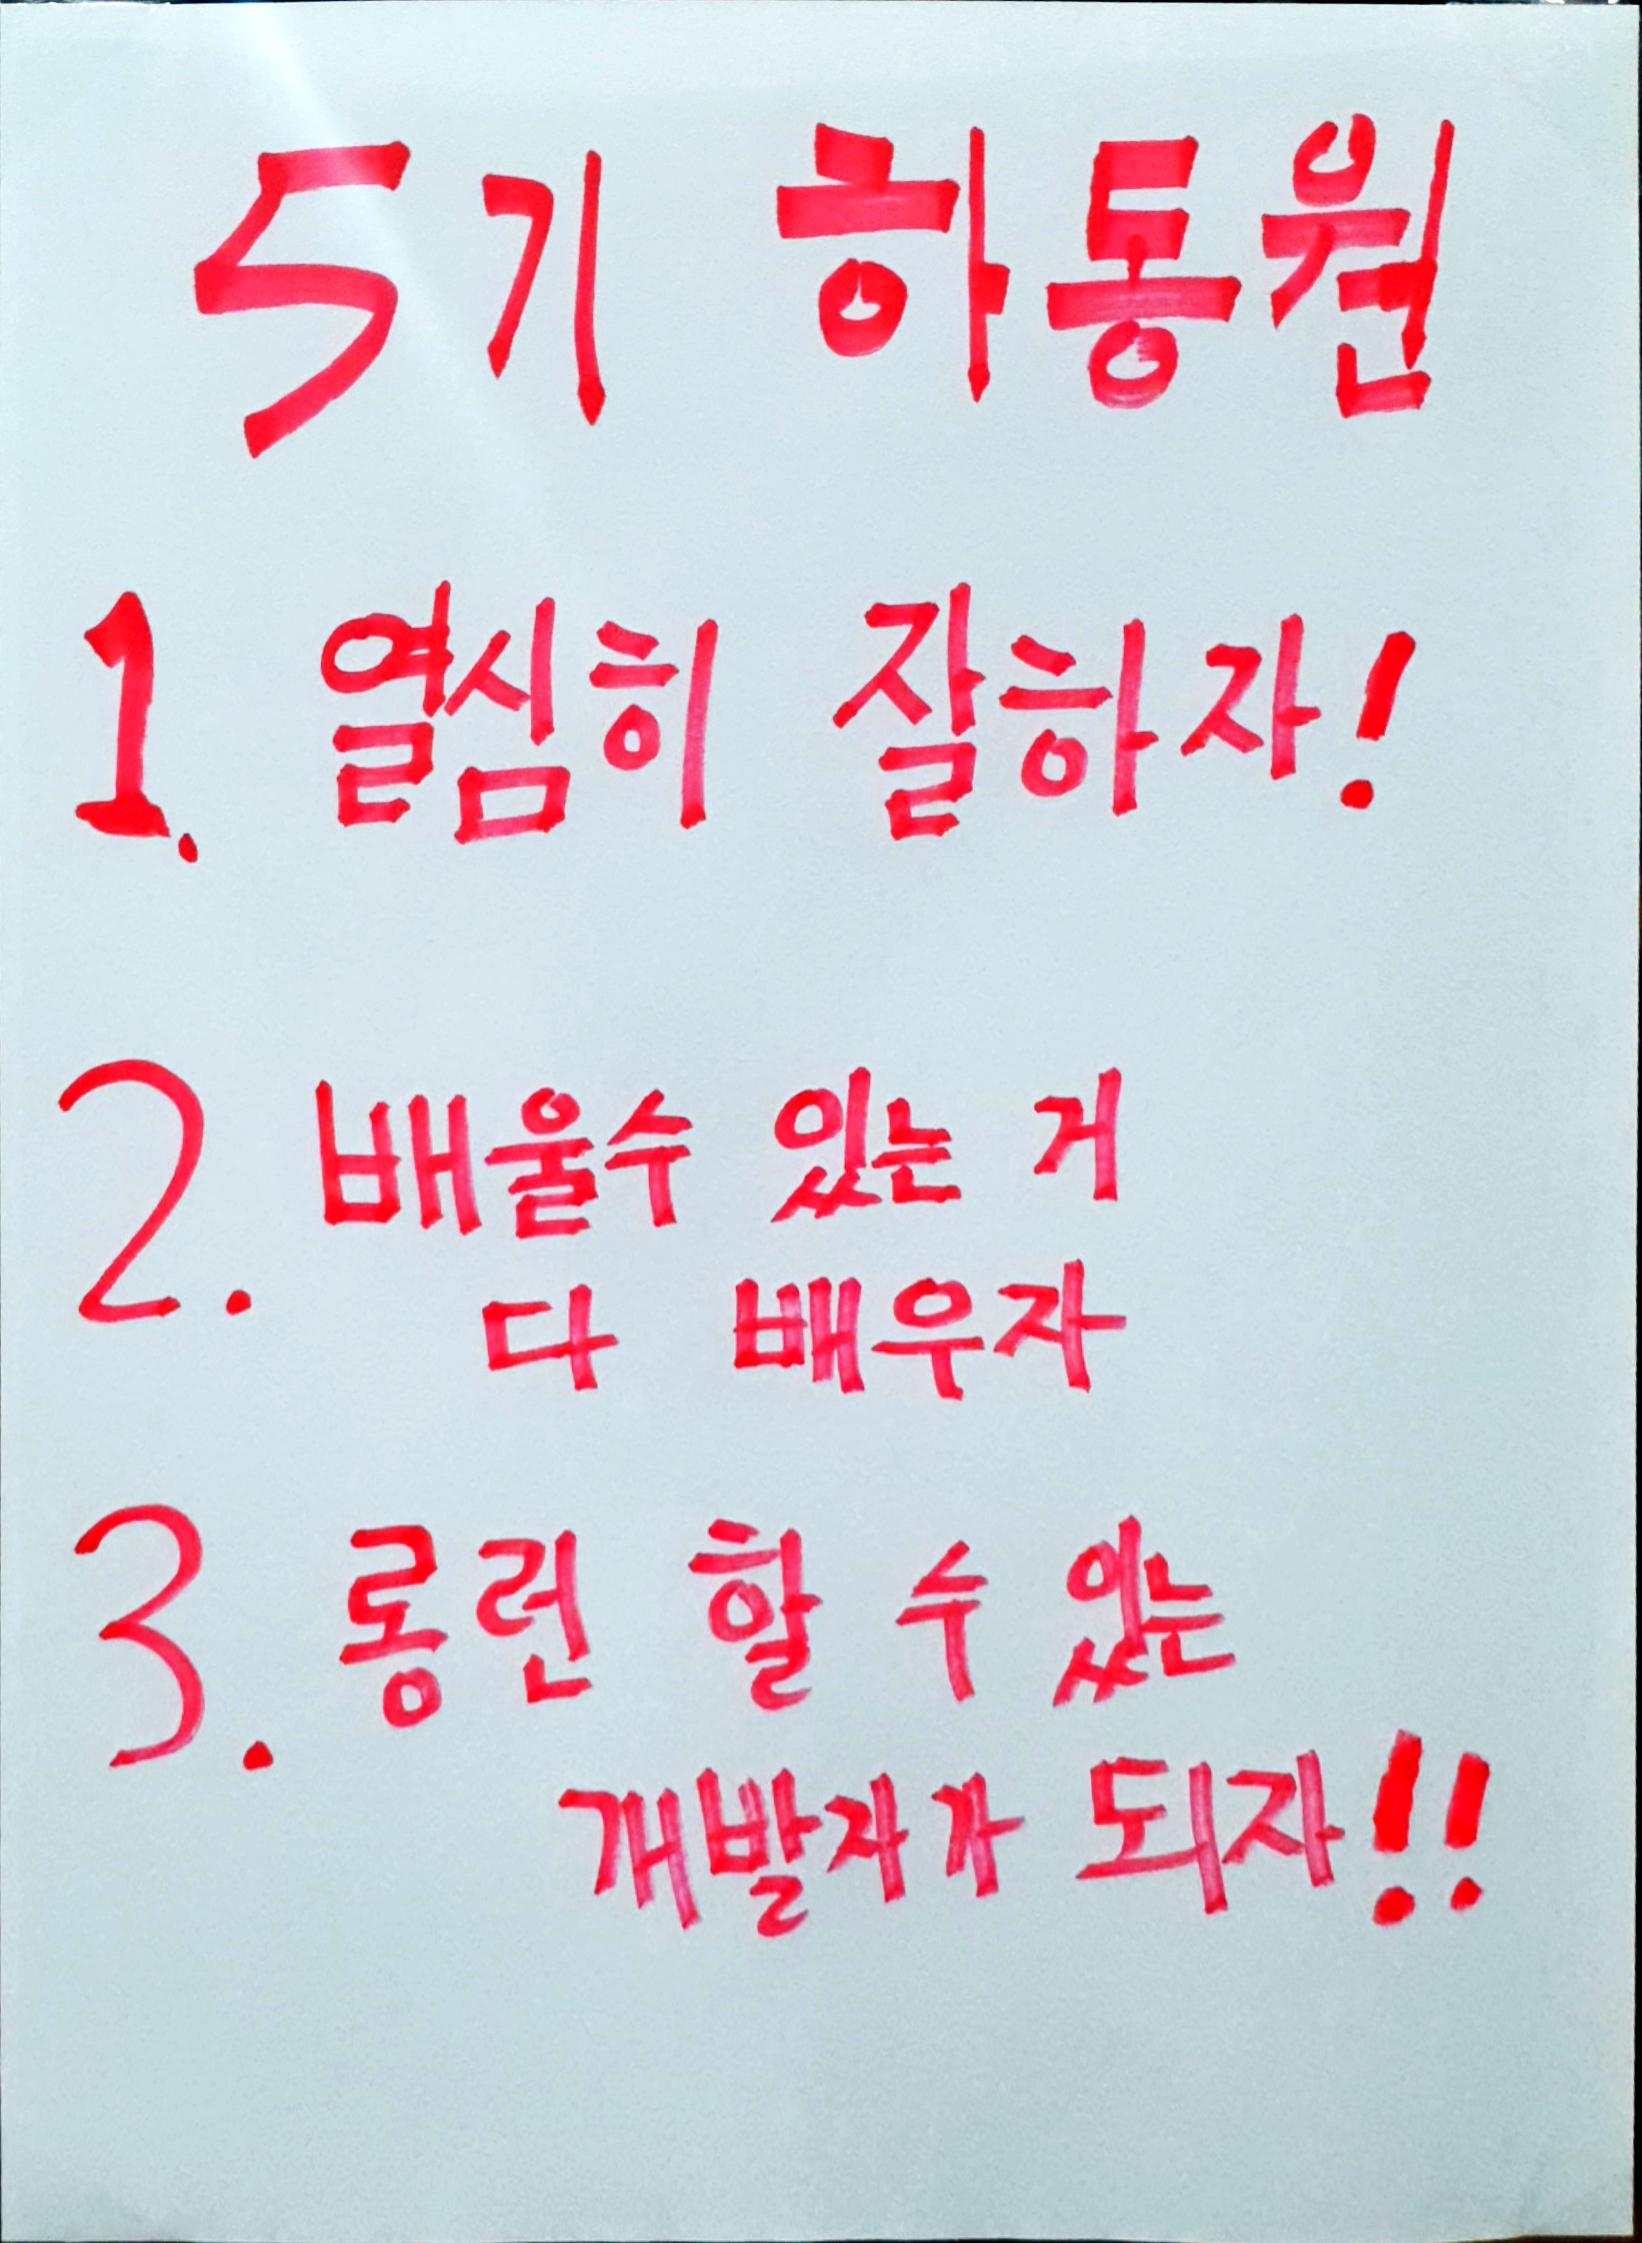 5기 하동원
1. 열심히 잘하자!
2. 배울수 있는 거
다 배우자
3. 롱런 할 수 있는
개발자가 되자!!